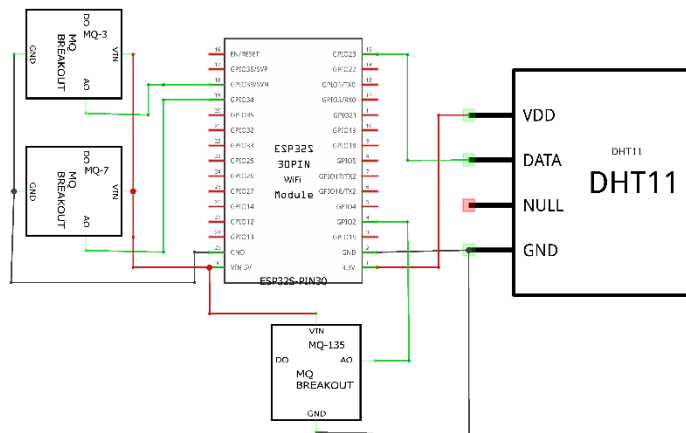 DO
MQ-3
GND
MQ
BREAKOUT
VIN
AO
DO
MQ-7
GND
MQ
BREAKOUT
VIN
AO
EN/RESET
GPIO36/SVP
GPIO39/SVN
GPIO34
GPIO35
GPIO32
GPIO33
GPIO25
GPIO26
GPIO27
GPIO14
GPIO12
GPIO13
GND
VIN 5V
ESP32S
30PIN
WiFi
Module
GPIO23
GPIO22
GPIO1/TX0
GPIO3/RX0
GPIO21
GPIO19
GPIO18
GPIO5
GPIO17/TX2
GPIO16/TX2
GPIO4
GPIO2
GPIO15
GND
3.3V
ESP32S-PIN30
VIN
MQ-135
DO
AO
MQ
BREAKOUT
GND
VDD
DATA
NULL
GND
DHT11
DHT11